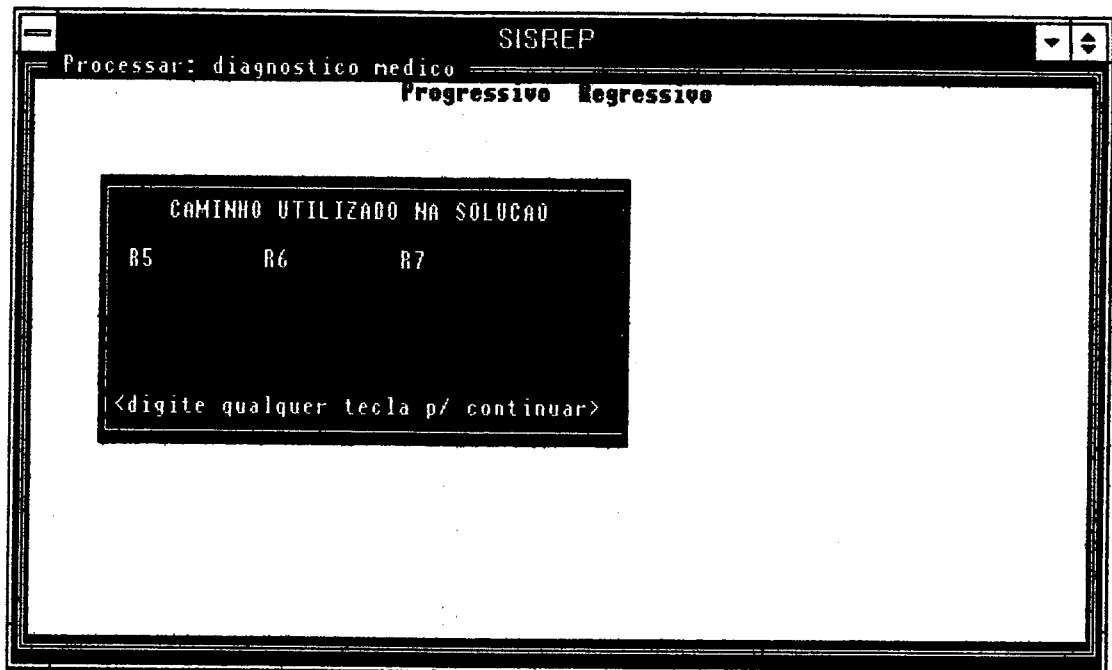 SISREP
Processar: diagnostico medico
Progressivo Regressivo
CAMINHO UTILIZADO NA SOLUCAO
R5 R6 R7
<digite qualquer tecla p/ continuar>